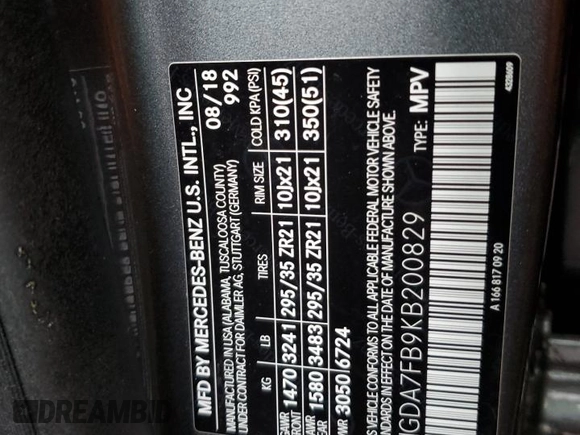 MFD BY MERCEDES-BENZ U.S. INTL., INC
MANUFACTURED IN USA (ALABAMA, TUSCALOOSA COUNTY)
UNDER CONTRACT FOR DAIMLER AG, STUTTGART (GERMANY)
08/18
992
KG LB TIRES RIM SIZE COLD KPA(PSI)
GAWR FRONT 1470 3241 295/35 ZR21 10Jx21 310(45)
1580 3483 295/35 ZR21 10Jx21 350(51)
3050 6724
VEHICLE CONFORMS TO ALL APPLICABLE FEDERAL MOTOR VEHICLE SAFETY
STANDARDS IN EFFECT ON THE DATE OF MANUFACTURE SHOWN ABOVE.
GDA7FB9KB200829 TYPE: MPV
A 166 817 09 20
DREAMBID